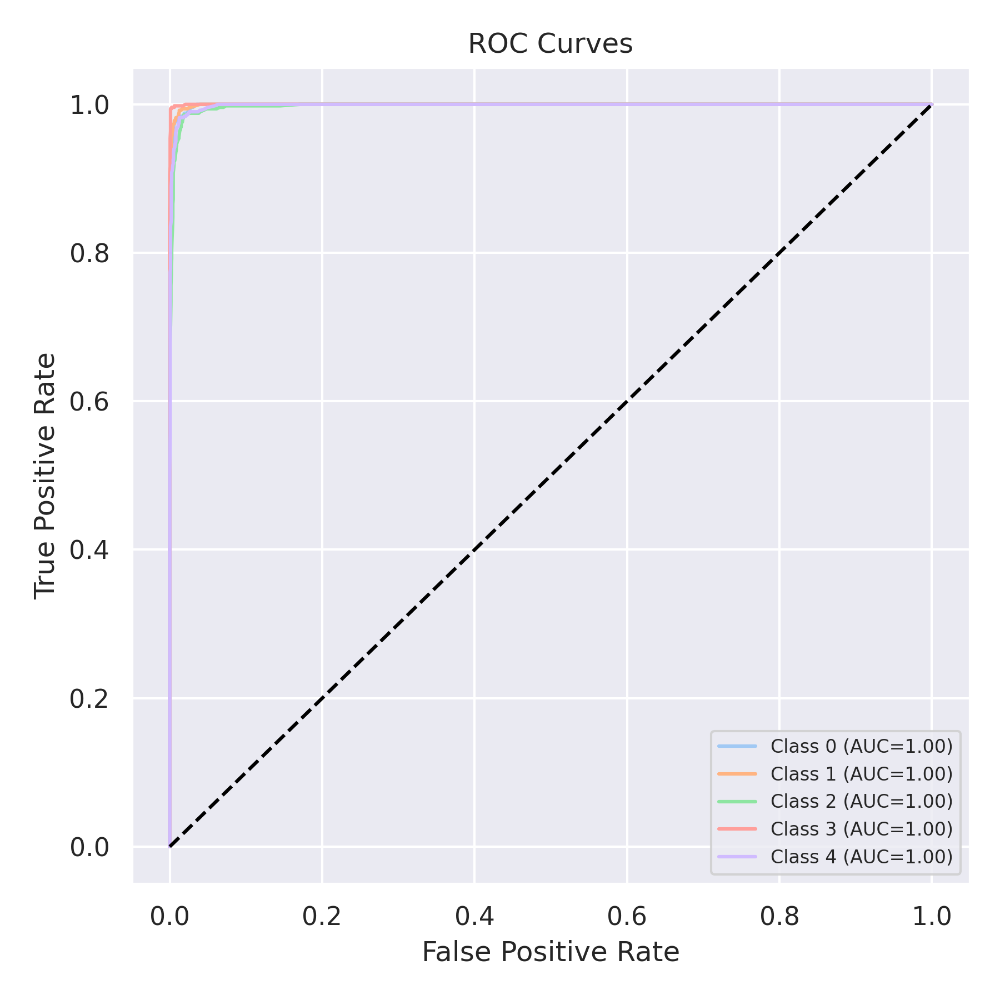 ROC Curves
1.0
0.8
0.6
0.4
0.2
0.0
True Positive Rate
Class 0 (AUC=1.00)
Class 1 (AUC=1.00)
Class 2 (AUC=1.00)
Class 3 (AUC=1.00)
Class 4 (AUC=1.00)
0.0 0.2 0.4 0.6 0.8 1.0
False Positive Rate